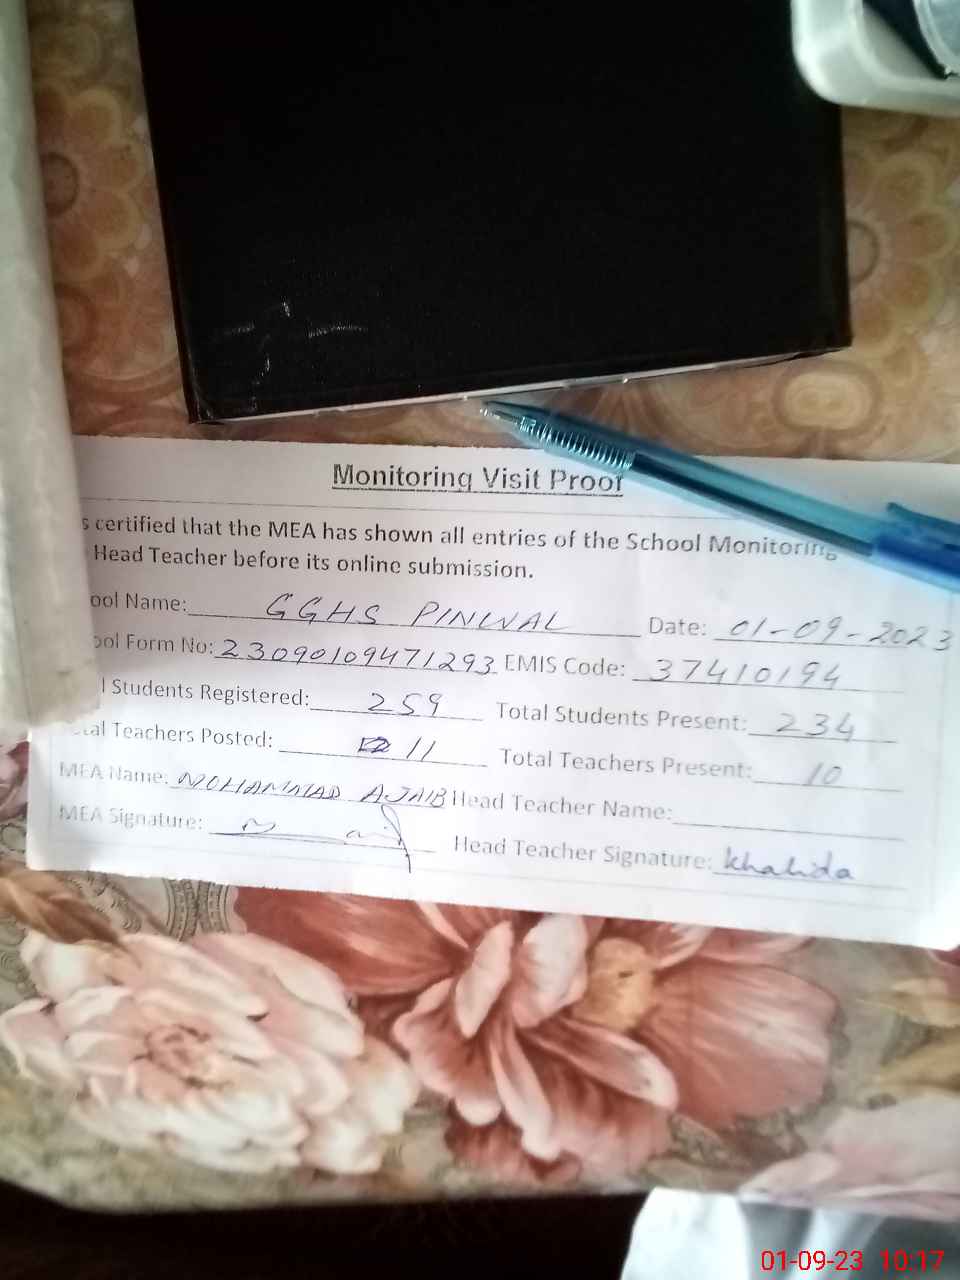 Monitoring Visit Proof
s certified that the MEA has shown all entries of the School Monitoring
Head Teacher before its online submission.
ool Name: GGHS PINWAL Date: 01-09-2023
ool Form No: 23090109471293 EMIS Code: 37410194
l Students Registered: 259 Total Students Present: 234
tal Teachers Posted: 11 Total Teachers Present: 10
MEA Name: MOHAMMAD AJAIB Head Teacher Name:
MEA Signature: Head Teacher Signature: khalida
01-09-23 10:17